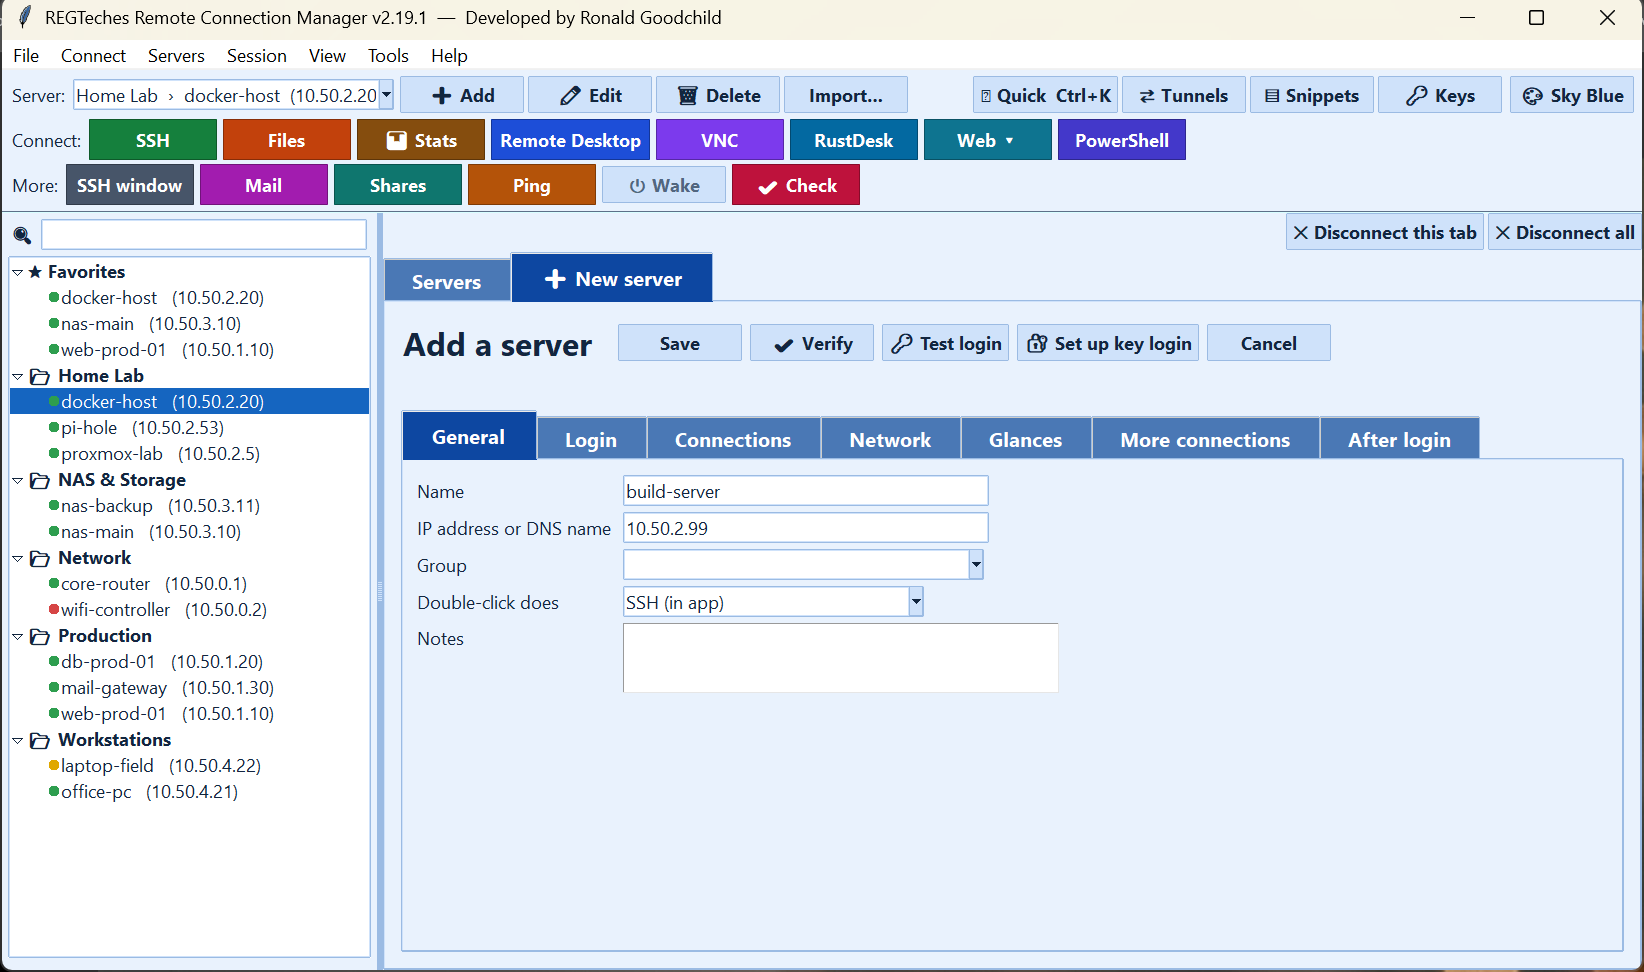 REGTeches Remote Connection Manager v2.19.1 — Developed by Ronald Goodchild
File Connect Servers Session View Tools Help
Server: Home Lab › docker-host (10.50.2.20 Add Edit Delete Import... Quick Ctrl+K Tunnels Snippets Keys Sky Blue
Connect: SSH Files Stats Remote Desktop VNC RustDesk Web PowerShell
More: SSH window Mail Shares Ping Wake Check
Disconnect this tab Disconnect all
Favorites
docker-host (10.50.2.20)
nas-main (10.50.3.10)
web-prod-01 (10.50.1.10)
Home Lab
docker-host (10.50.2.20)
pi-hole (10.50.2.53)
proxmox-lab (10.50.2.5)
NAS & Storage
nas-backup (10.50.3.11)
nas-main (10.50.3.10)
Network
core-router (10.50.0.1)
wifi-controller (10.50.0.2)
Production
db-prod-01 (10.50.1.20)
mail-gateway (10.50.1.30)
web-prod-01 (10.50.1.10)
Workstations
laptop-field (10.50.4.22)
office-pc (10.50.4.21)
Servers New server
Add a server Save Verify Test login Set up key login Cancel
General Login Connections Network Glances More connections After login
Name build-server
IP address or DNS name 10.50.2.99
Group
Double-click does SSH (in app)
Notes